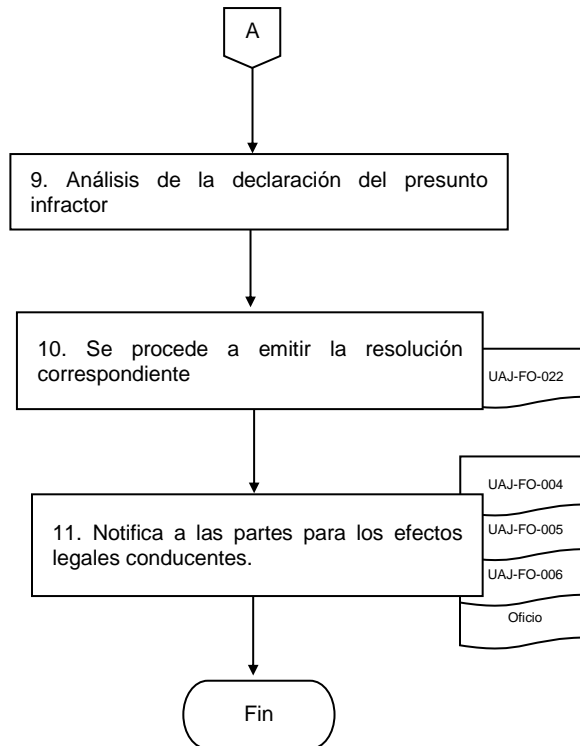 A
9. Análisis de la declaración del presunto
infractor
10. Se procede a emitir la resolución
correspondiente
UAJ-FO-022
UAJ-FO-004
11. Notifica a las partes para los efectos
legales conducentes.
UAJ-FO-005
UAJ-FO-006
Oficio
Fin